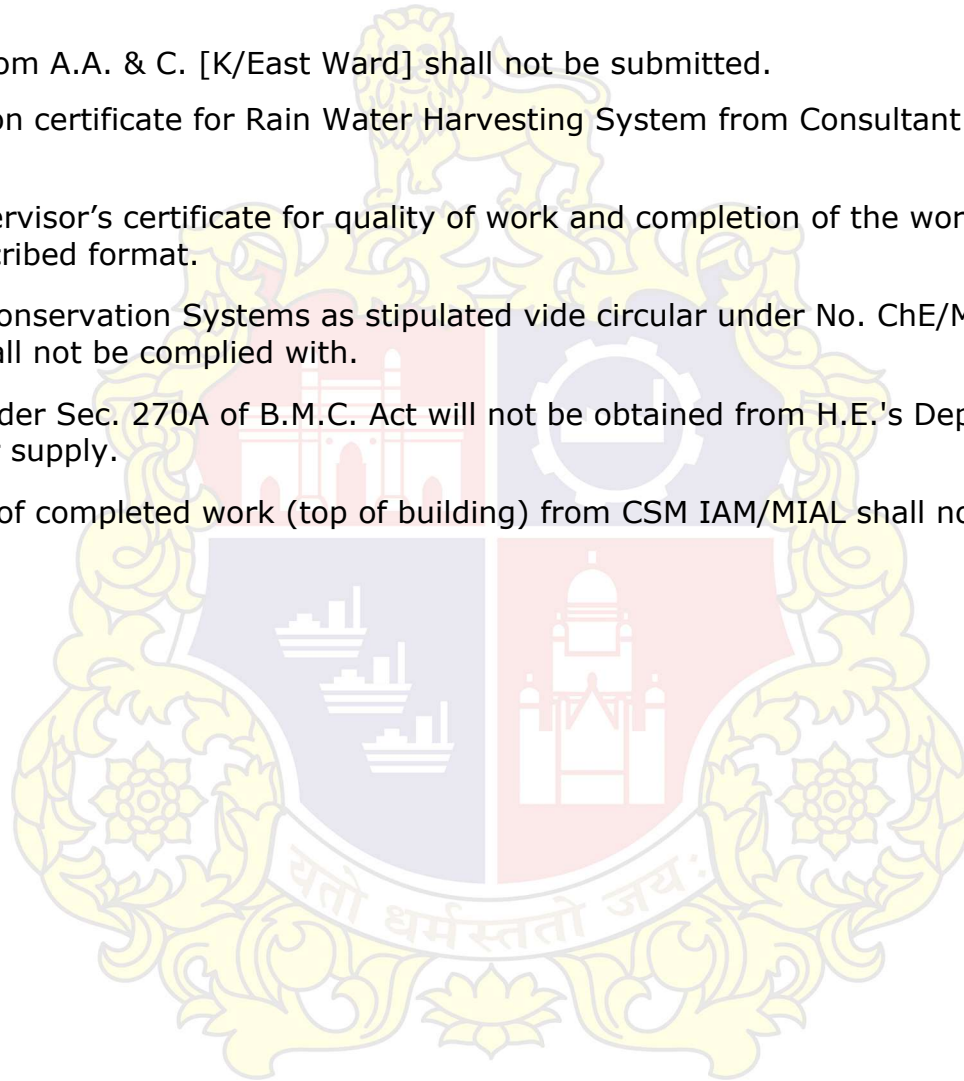 om A.A. & C. [K/East Ward] shall not be submitted.
on certificate for Rain Water Harvesting System from Consultant
ervisor’s certificate for quality of work and completion of the wor
cribed format.
onservation Systems as stipulated vide circular under No. ChE/M
all not be complied with.
der Sec. 270A of B.M.C. Act will not be obtained from H.E.'s Dep
supply.
of completed work (top of building) from CSM IAM/MIAL shall no
यतो धर्मस्ततो जयः